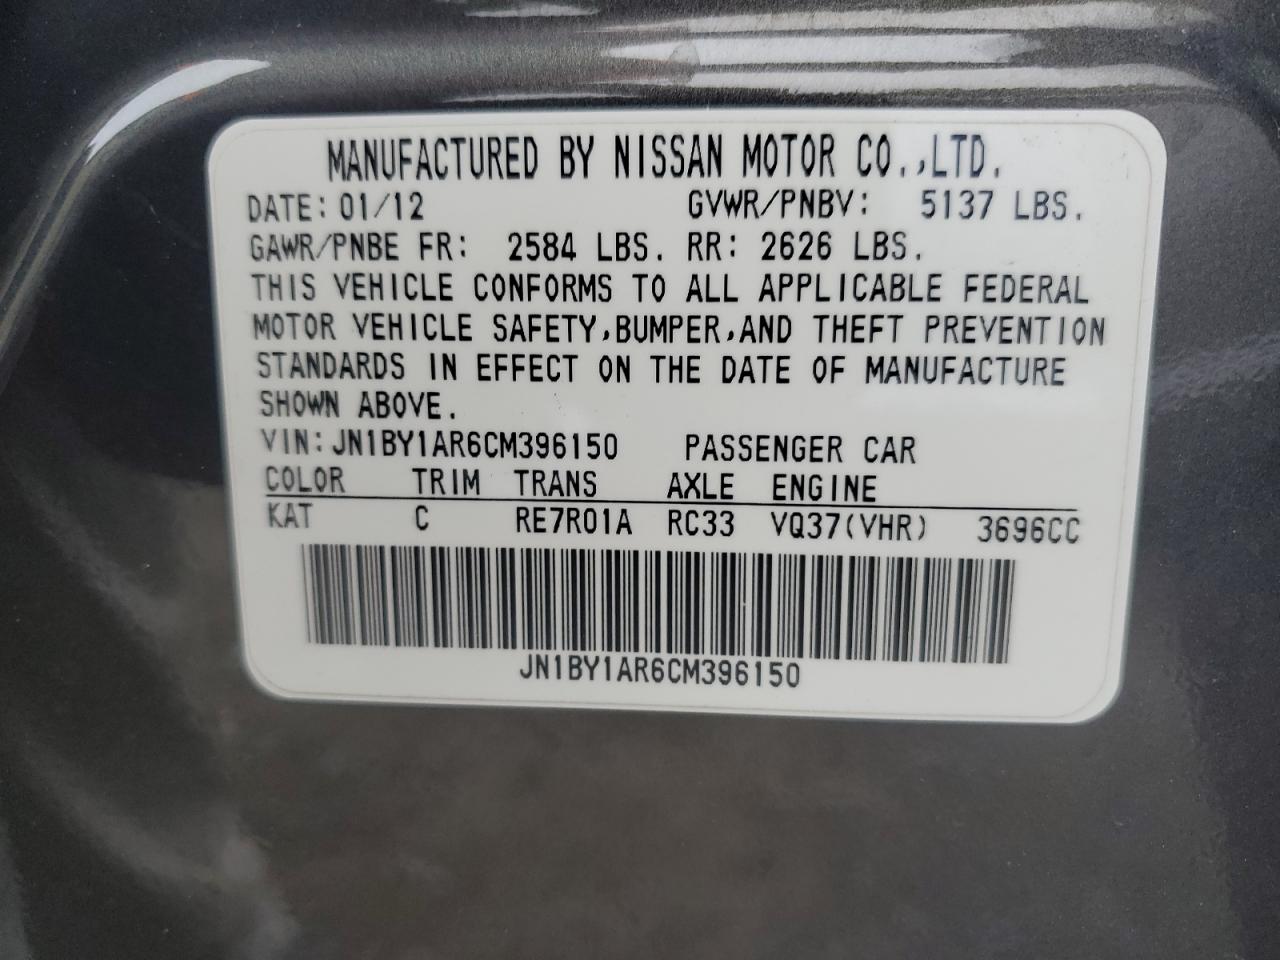 MANUFACTURED BY NISSAN MOTOR CO.,LTD.
DATE: 01/12 GVWR/PNBV: 5137 LBS.
GAWR/PNBE FR: 2584 LBS. RR: 2626 LBS.
THIS VEHICLE CONFORMS TO ALL APPLICABLE FEDERAL
MOTOR VEHICLE SAFETY,BUMPER,AND THEFT PREVENTION
STANDARDS IN EFFECT ON THE DATE OF MANUFACTURE
SHOWN ABOVE.
VIN: JN1BY1AR6CM396150 PASSENGER CAR
COLOR TRIM TRANS AXLE ENGINE
KAT C RE7R01A RC33 VQ37(VHR) 3696CC
JN1BY1AR6CM396150